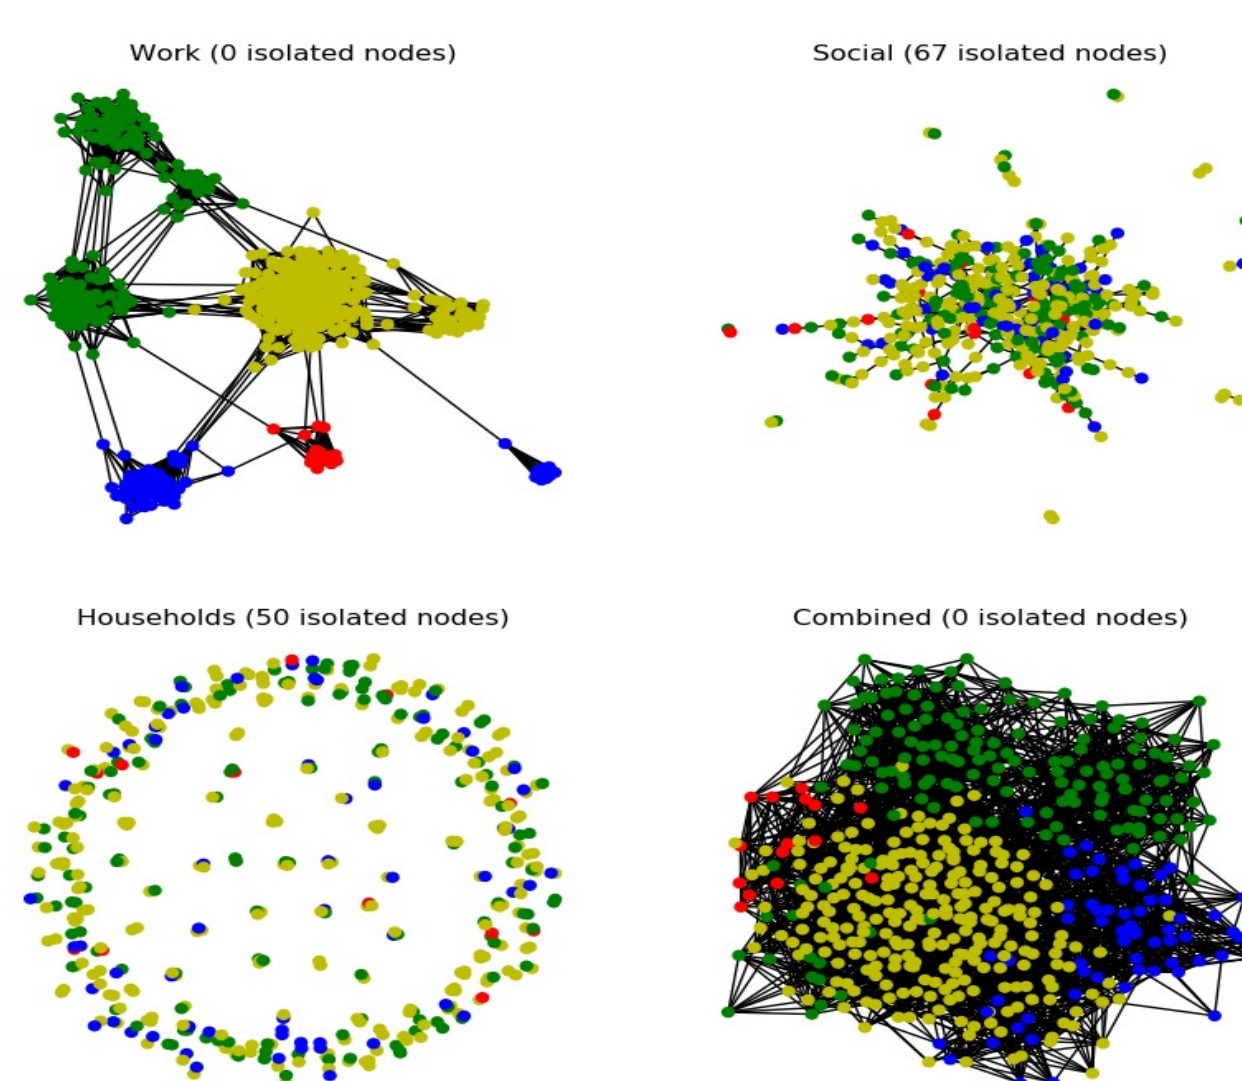 Work (0 isolated nodes)
Social (67 isolated nodes)
Households (50 isolated nodes)
Combined (0 isolated nodes)